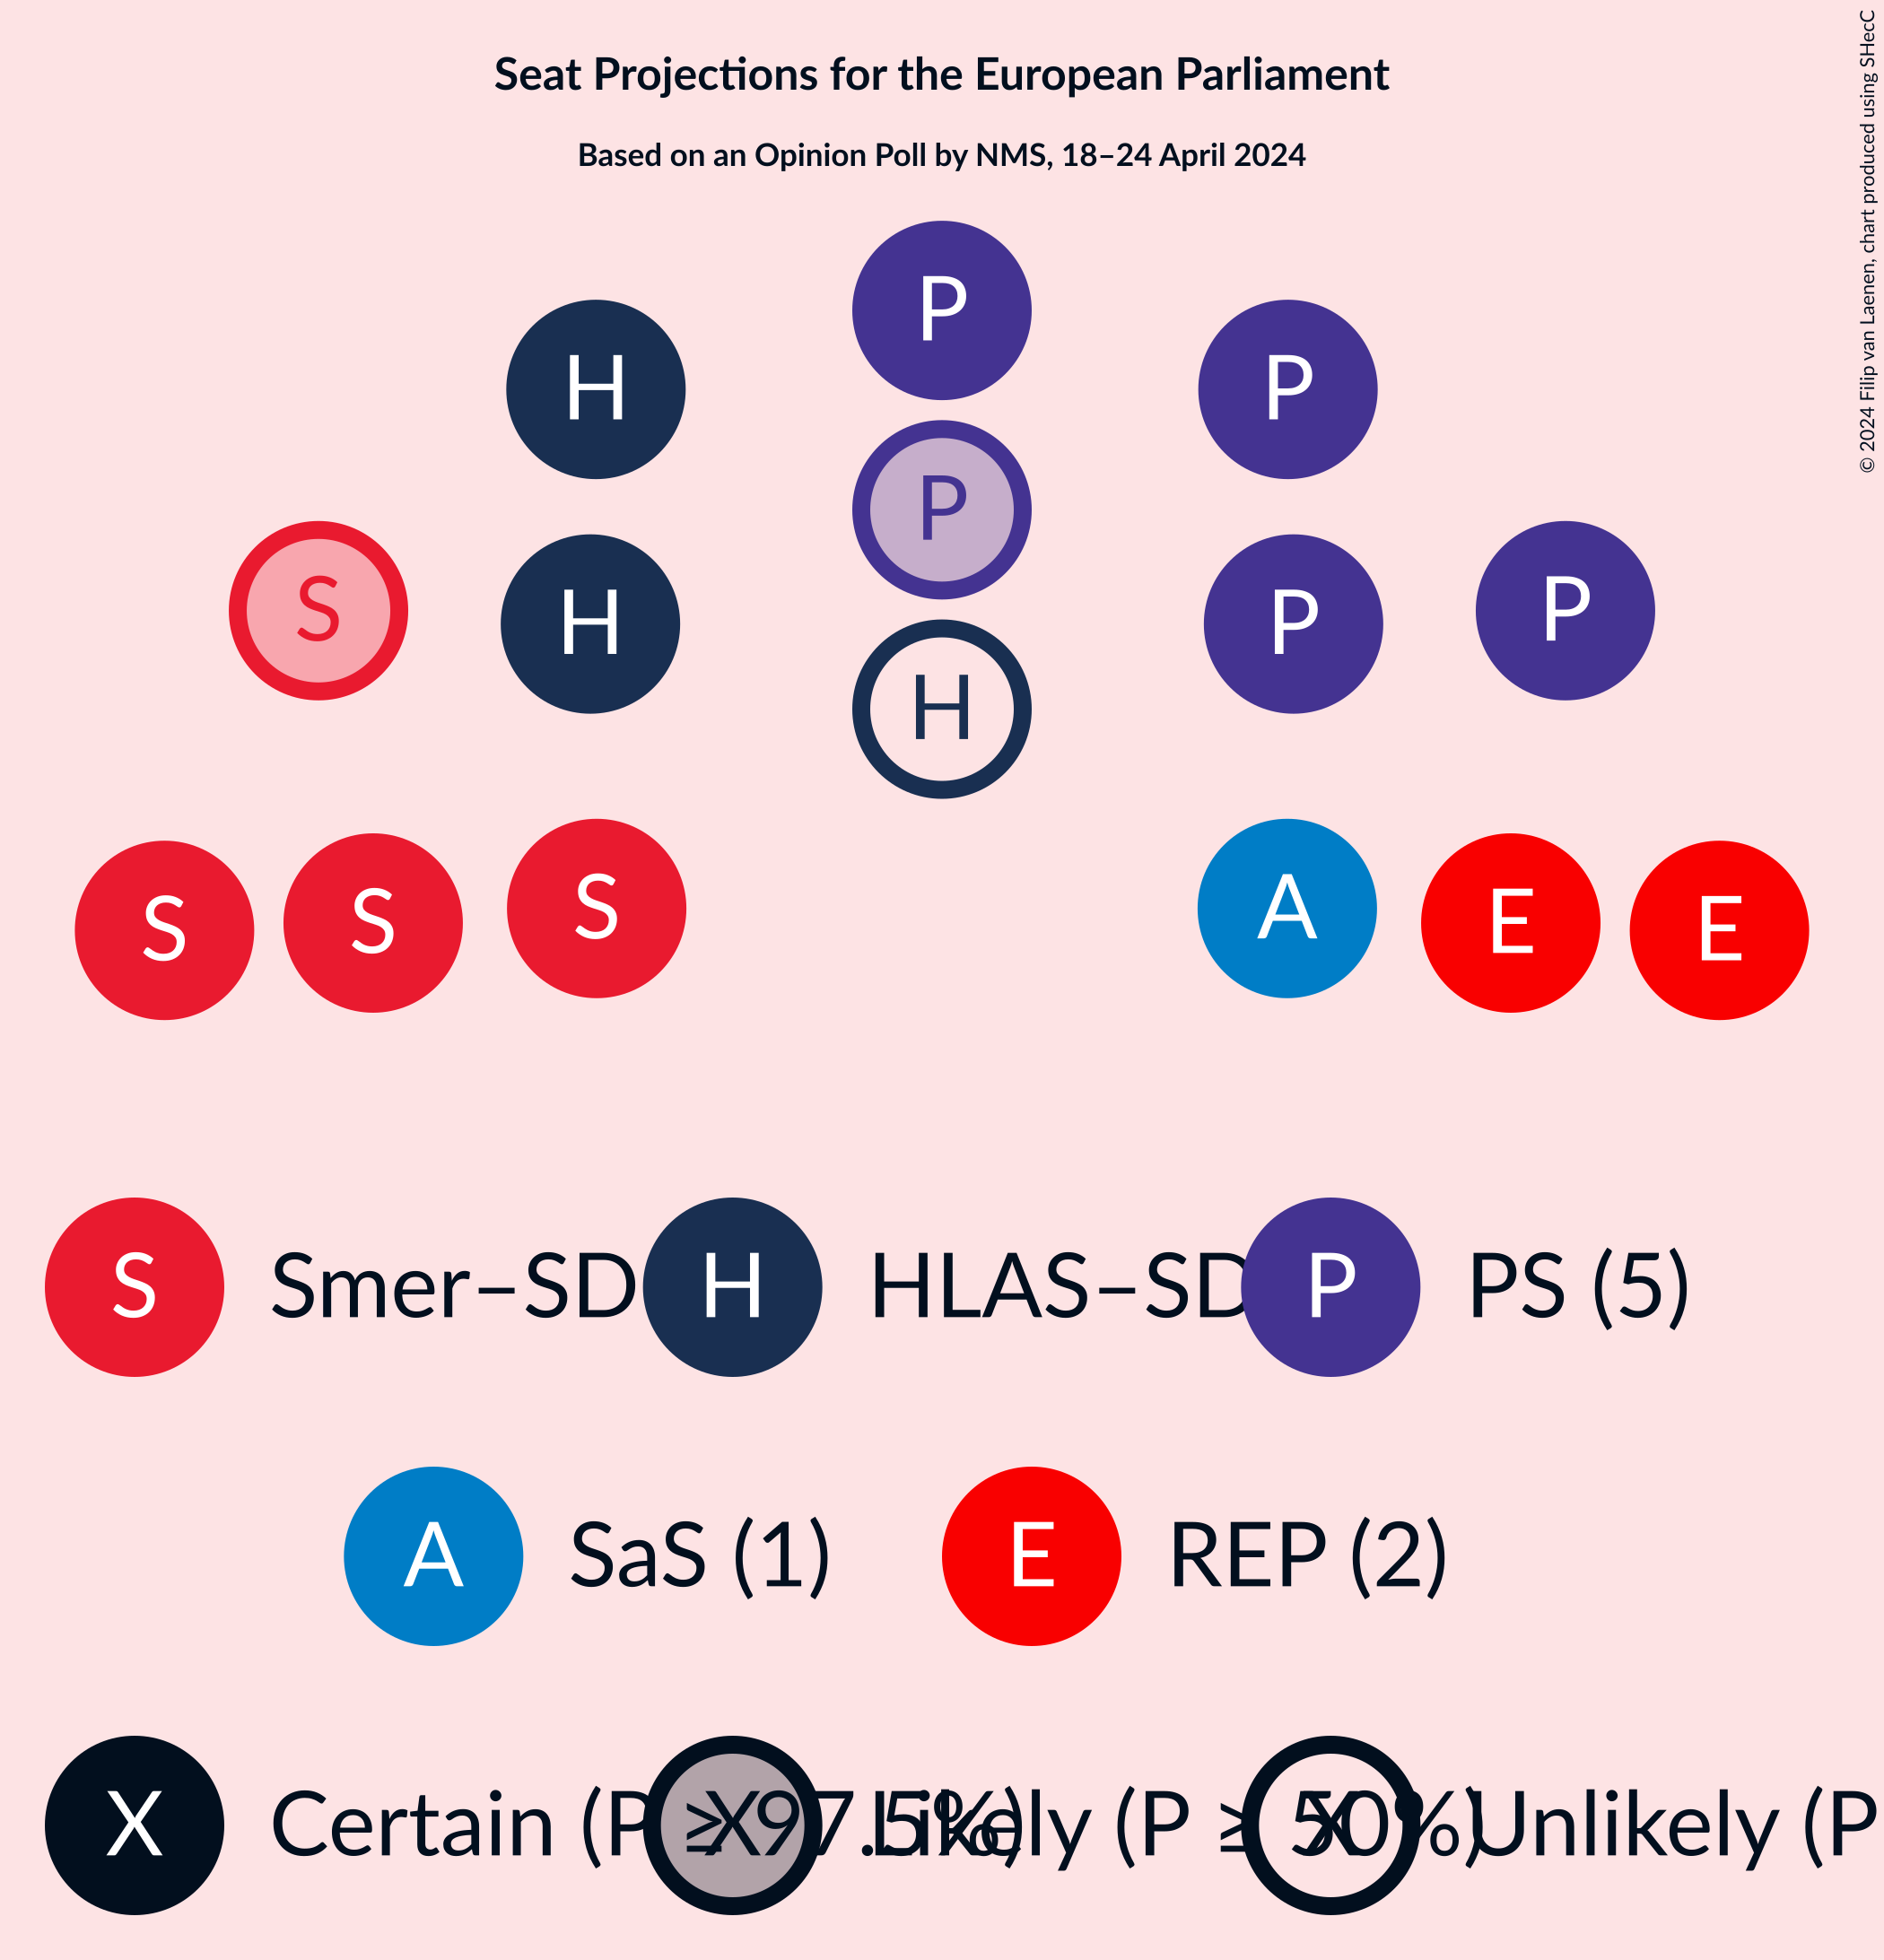 Seat Projections for the European Parliament
Based on an Opinion Poll by NMS, 18–24 April 2024
© 2024 Filip van Laenen, chart produced using SHecC
P
H
P
P
S
H
P
P
H
S
S
S
A
E
E
S Smer–SD
H HLAS–SD
P PS (5)
A SaS (1)
E REP (2)
X Certain (P ≥ 97.5%)
X Likely (P ≥ 50%)
X Unlikely (P